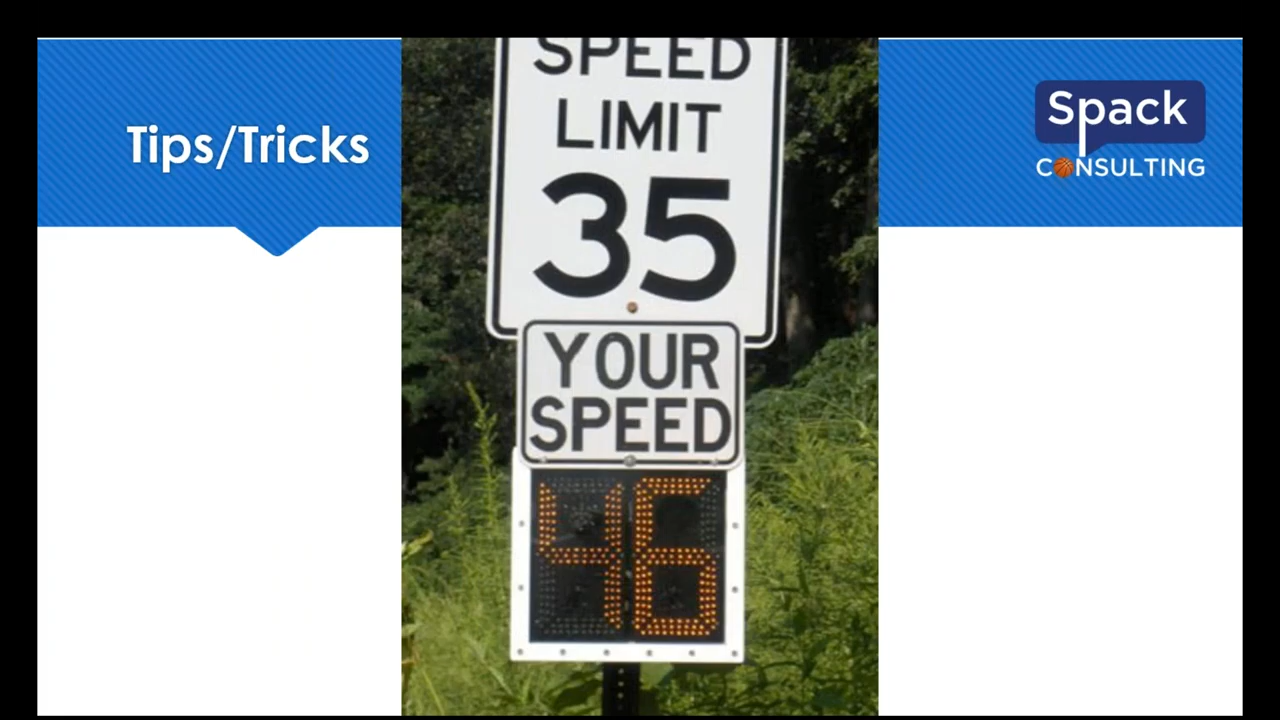 Tips/Tricks
SPEED
LIMIT
35
YOUR
SPEED
46
Spack
CONSULTING